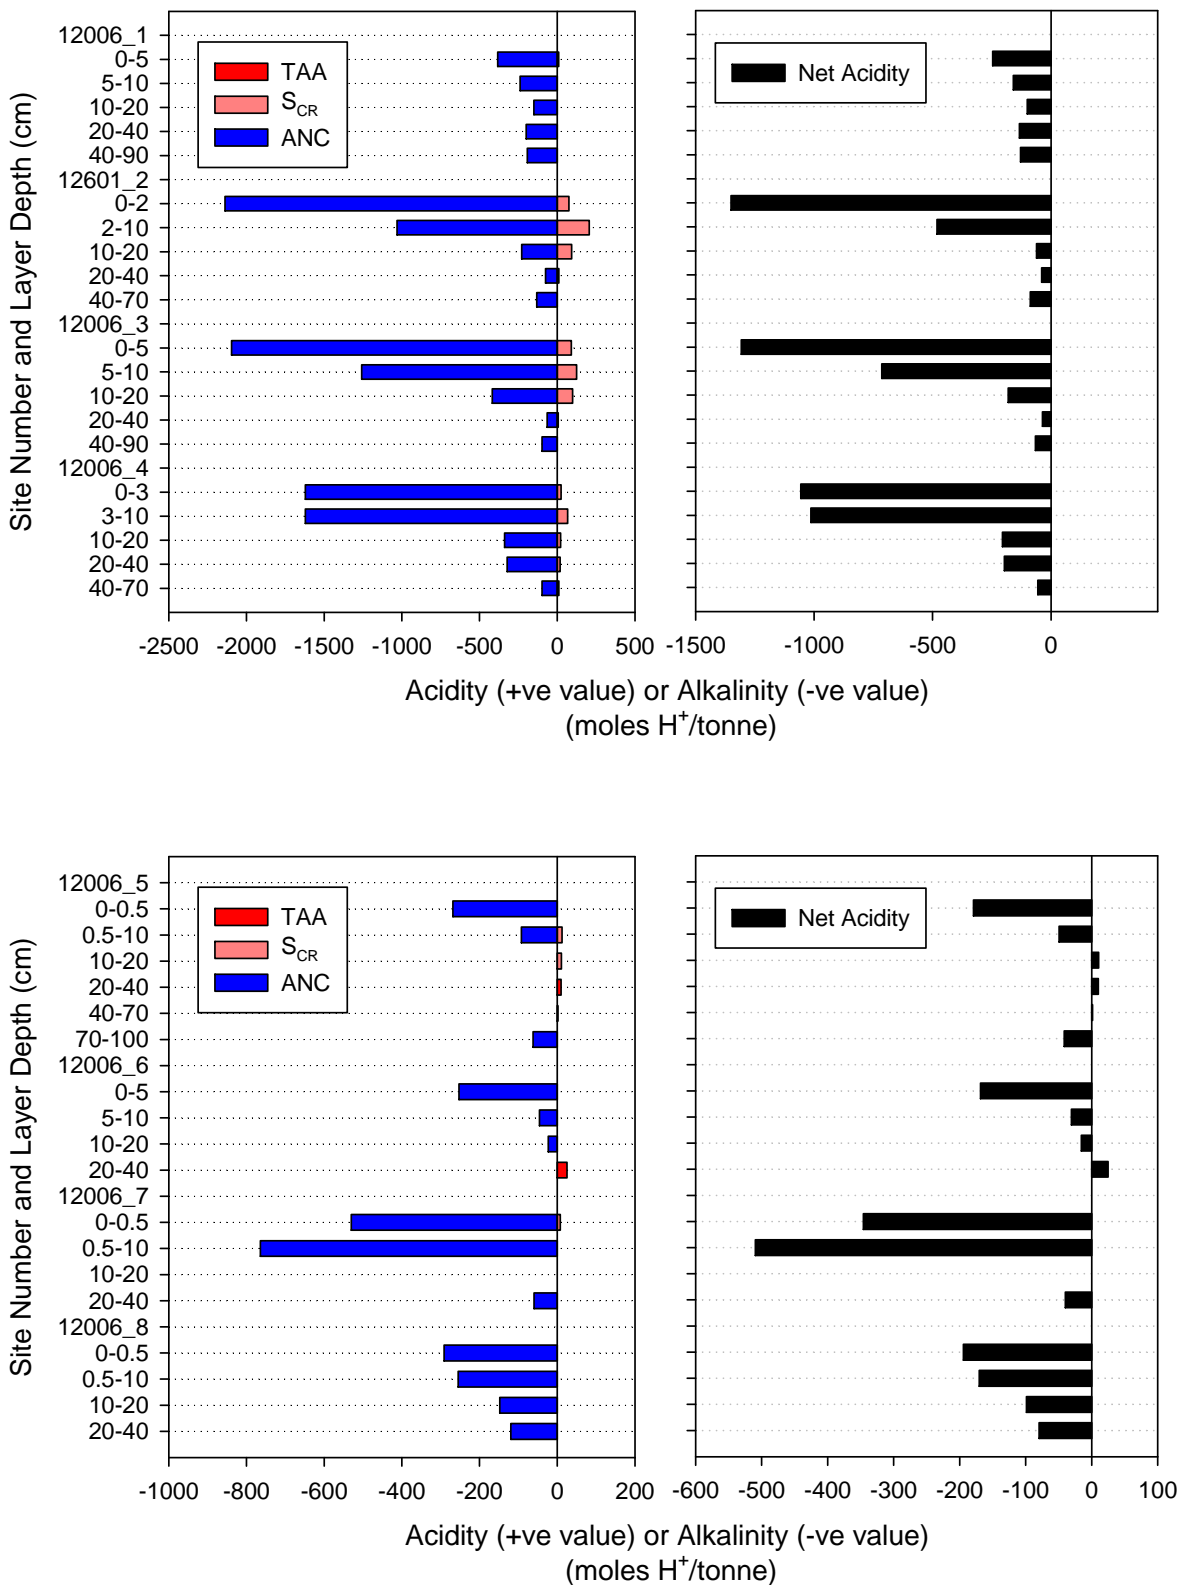 Site Number and Layer Depth (cm)
12006_1
0-5
5-10
10-20
20-40
40-90
12601_2
0-2
2-10
10-20
20-40
40-70
12006_3
0-5
5-10
10-20
20-40
40-90
12006_4
0-3
3-10
10-20
20-40
40-70
TAA
S_CR
ANC
Net Acidity
-2500 -2000 -1500 -1000 -500 0 500
-1500 -1000 -500 0
Acidity (+ve value) or Alkalinity (-ve value)
(moles H⁺/tonne)
Site Number and Layer Depth (cm)
12006_5
0-0.5
0.5-10
10-20
20-40
40-70
70-100
12006_6
0-5
5-10
10-20
20-40
12006_7
0-0.5
0.5-10
10-20
20-40
12006_8
0-0.5
0.5-10
10-20
20-40
TAA
S_CR
ANC
Net Acidity
-1000 -800 -600 -400 -200 0 200
-600 -500 -400 -300 -200 -100 0 100
Acidity (+ve value) or Alkalinity (-ve value)
(moles H⁺/tonne)